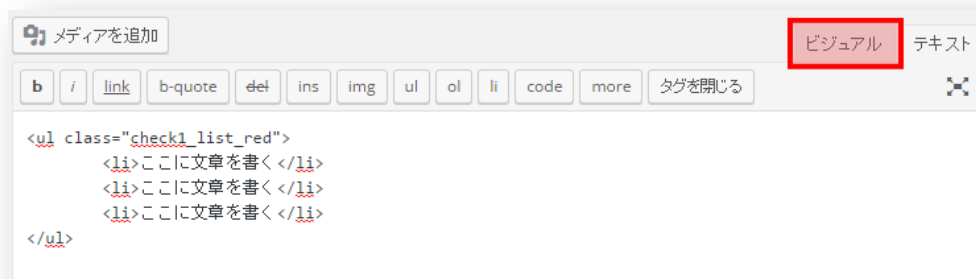 メディアを追加
ビジュアル テキスト
b i link b-quote del ins img ul ol li code more タグを閉じる
<ul class="check1_list_red">
<li>ここに文章を書く</li>
<li>ここに文章を書く</li>
<li>ここに文章を書く</li>
</ul>